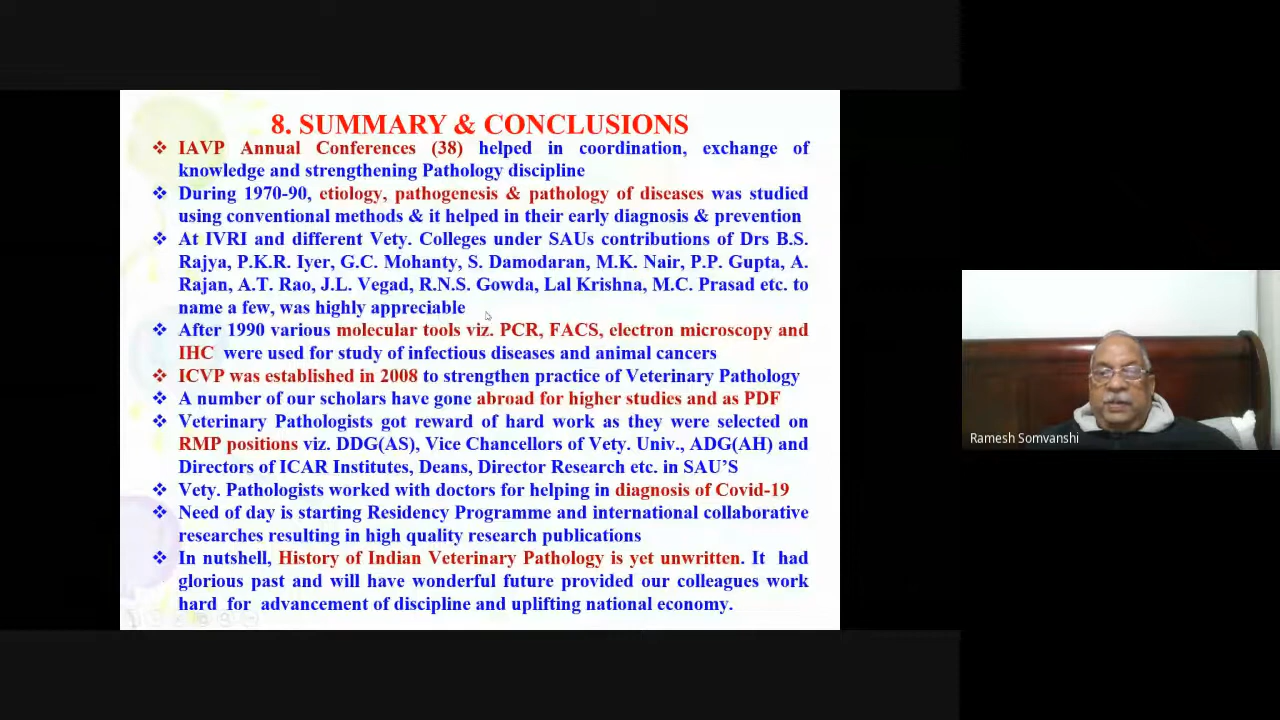 8. SUMMARY & CONCLUSIONS
❖ IAVP Annual Conferences (38) helped in coordination, exchange of
knowledge and strengthening Pathology discipline
❖ During 1970-90, etiology, pathogenesis & pathology of diseases was studied
using conventional methods & it helped in their early diagnosis & prevention
❖ At IVRI and different Vety. Colleges under SAUs contributions of Drs B.S.
Rajya, P.K.R. Iyer, G.C. Mohanty, S. Damodaran, M.K. Nair, P.P. Gupta, A.
Rajan, A.T. Rao, J.L. Vegad, R.N.S. Gowda, Lal Krishna, M.C. Prasad etc. to
name a few, was highly appreciable
❖ After 1990 various molecular tools viz. PCR, FACS, electron microscopy and
IHC were used for study of infectious diseases and animal cancers
❖ ICVP was established in 2008 to strengthen practice of Veterinary Pathology
❖ A number of our scholars have gone abroad for higher studies and as PDF
❖ Veterinary Pathologists got reward of hard work as they were selected on
RMP positions viz. DDG(AS), Vice Chancellors of Vety. Univ., ADG(AH) and
Directors of ICAR Institutes, Deans, Director Research etc. in SAU'S
❖ Vety. Pathologists worked with doctors for helping in diagnosis of Covid-19
❖ Need of day is starting Residency Programme and international collaborative
researches resulting in high quality research publications
❖ In nutshell, History of Indian Veterinary Pathology is yet unwritten. It had
glorious past and will have wonderful future provided our colleagues work
hard for advancement of discipline and uplifting national economy.
Ramesh Somvanshi